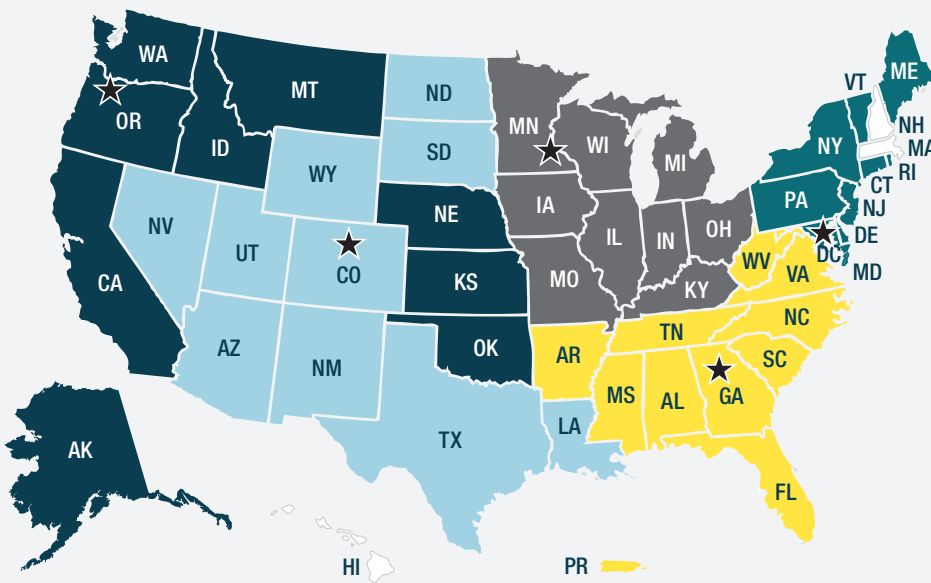 WA
MT
ND
MN
VT
ME
OR
ID
WY
SD
WI
MI
NY
NH
MA
NV
UT
CO
NE
IA
IL
IN
OH
PA
CT
RI
NJ
CA
KS
MO
KY
WV
VA
DC
DE
MD
AZ
NM
OK
AR
TN
NC
SC
MS
AL
GA
TX
LA
FL
AK
HI
PR